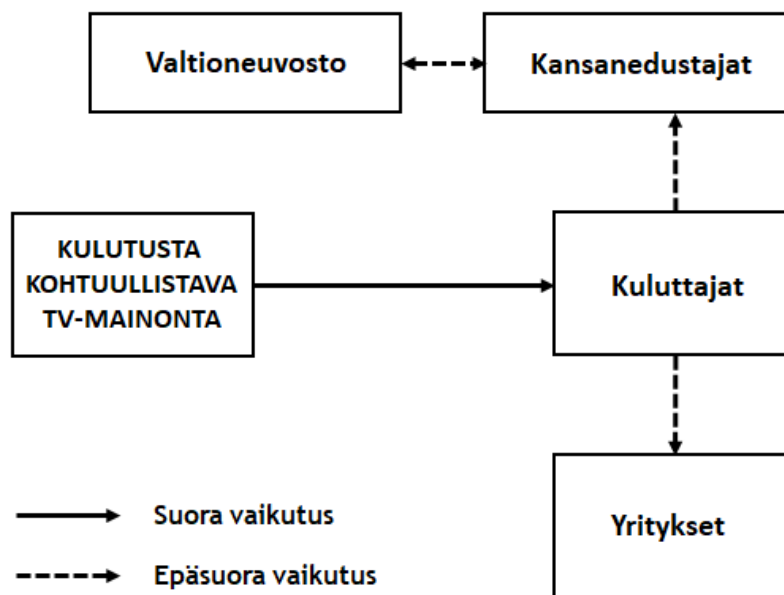 Valtioneuvosto
Kansanedustajat
KULUTUSTA
KOHTUULLISTAVA
TV-MAINONTA
Kuluttajat
Yritykset
Suora vaikutus
Epäsuora vaikutus